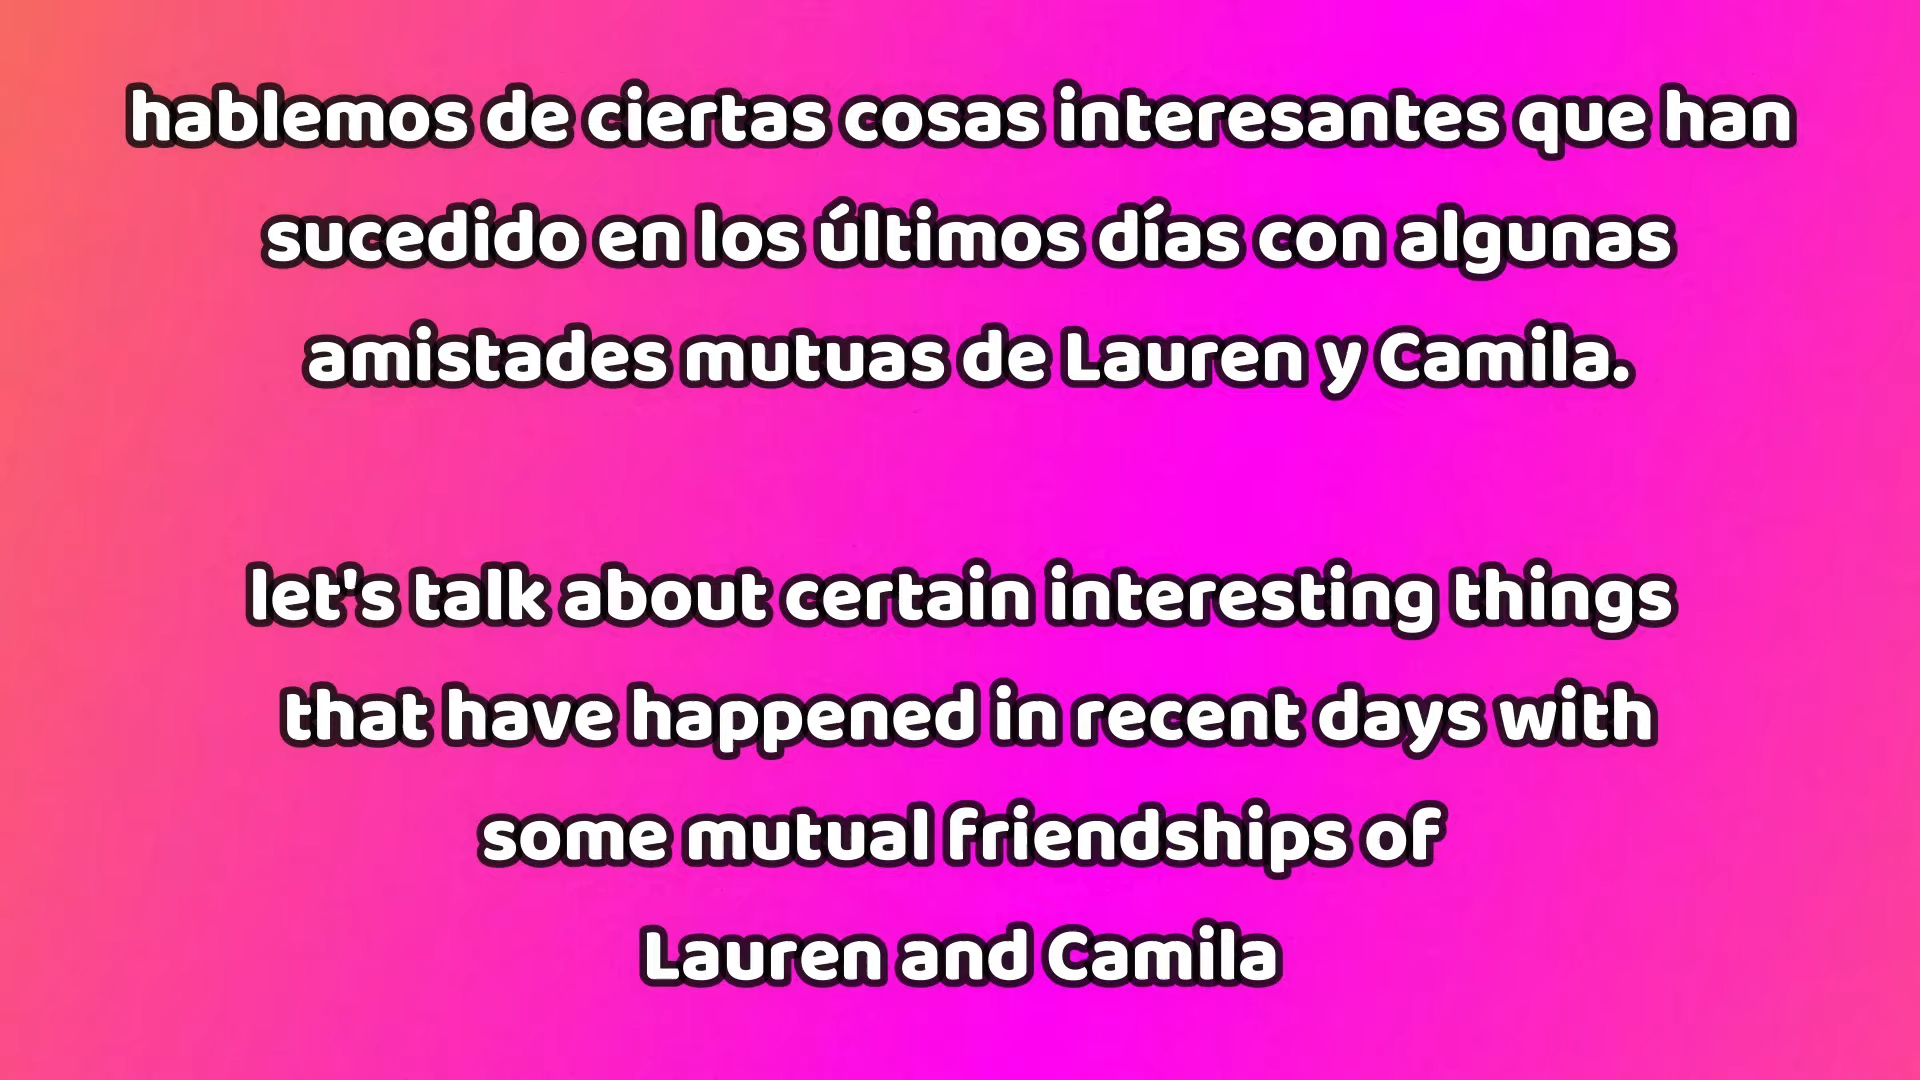 hablemos de ciertas cosas interesantes que han
sucedido en los últimos días con algunas
amistades mutuas de Lauren y Camila.
let's talk about certain interesting things
that have happened in recent days with
some mutual friendships of
Lauren and Camila